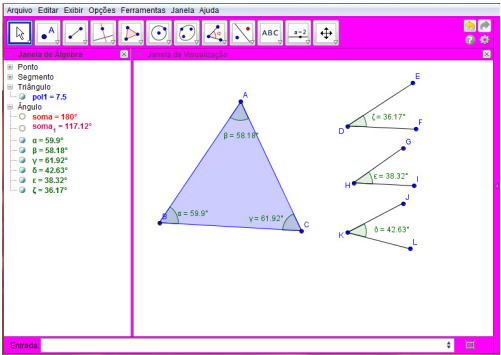 Arquivo Editar Exibir Opções Ferramentas Janela Ajuda
A
ABC
a=2
Janela de Álgebra
Janela de Visualização
Ponto
Segmento
Triângulo
pol1 = 7.5
Ângulo
soma = 180°
soma₁ = 117.12°
α = 59.9°
β = 58.18°
γ = 61.92°
δ = 42.63°
ε = 38.32°
ζ = 36.17°
A
β = 58.18°
B
α = 59.9°
γ = 61.92°
C
E
ζ = 36.17°
D
F
G
ε = 38.32°
H
I
J
K
δ = 42.63°
L
Entrada: